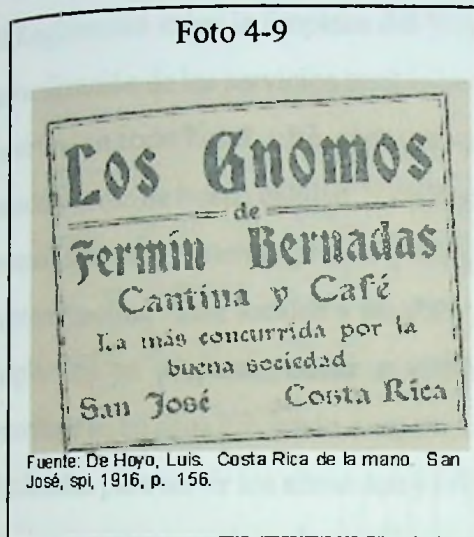 Foto 4-9
Los Gnomos
de
Fermín Bernadas
Cantina y Café
La más concurrida por la
buena sociedad
San José Costa Rica
Fuente: De Hoyo, Luis. Costa Rica de la mano. San
José, spi, 1916, p. 156.